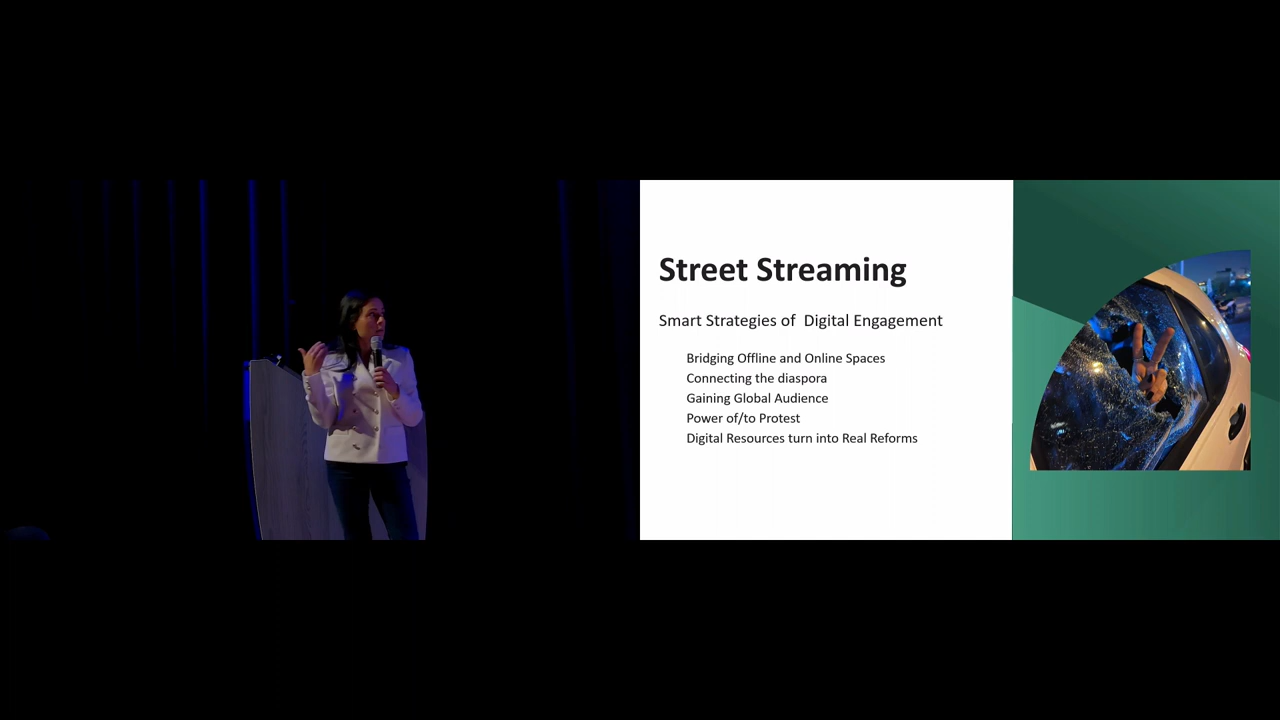 Street Streaming
Smart Strategies of  Digital Engagement
Bridging Offline and Online Spaces
Connecting the diaspora
Gaining Global Audience
Power of/to Protest
Digital Resources turn into Real Reforms